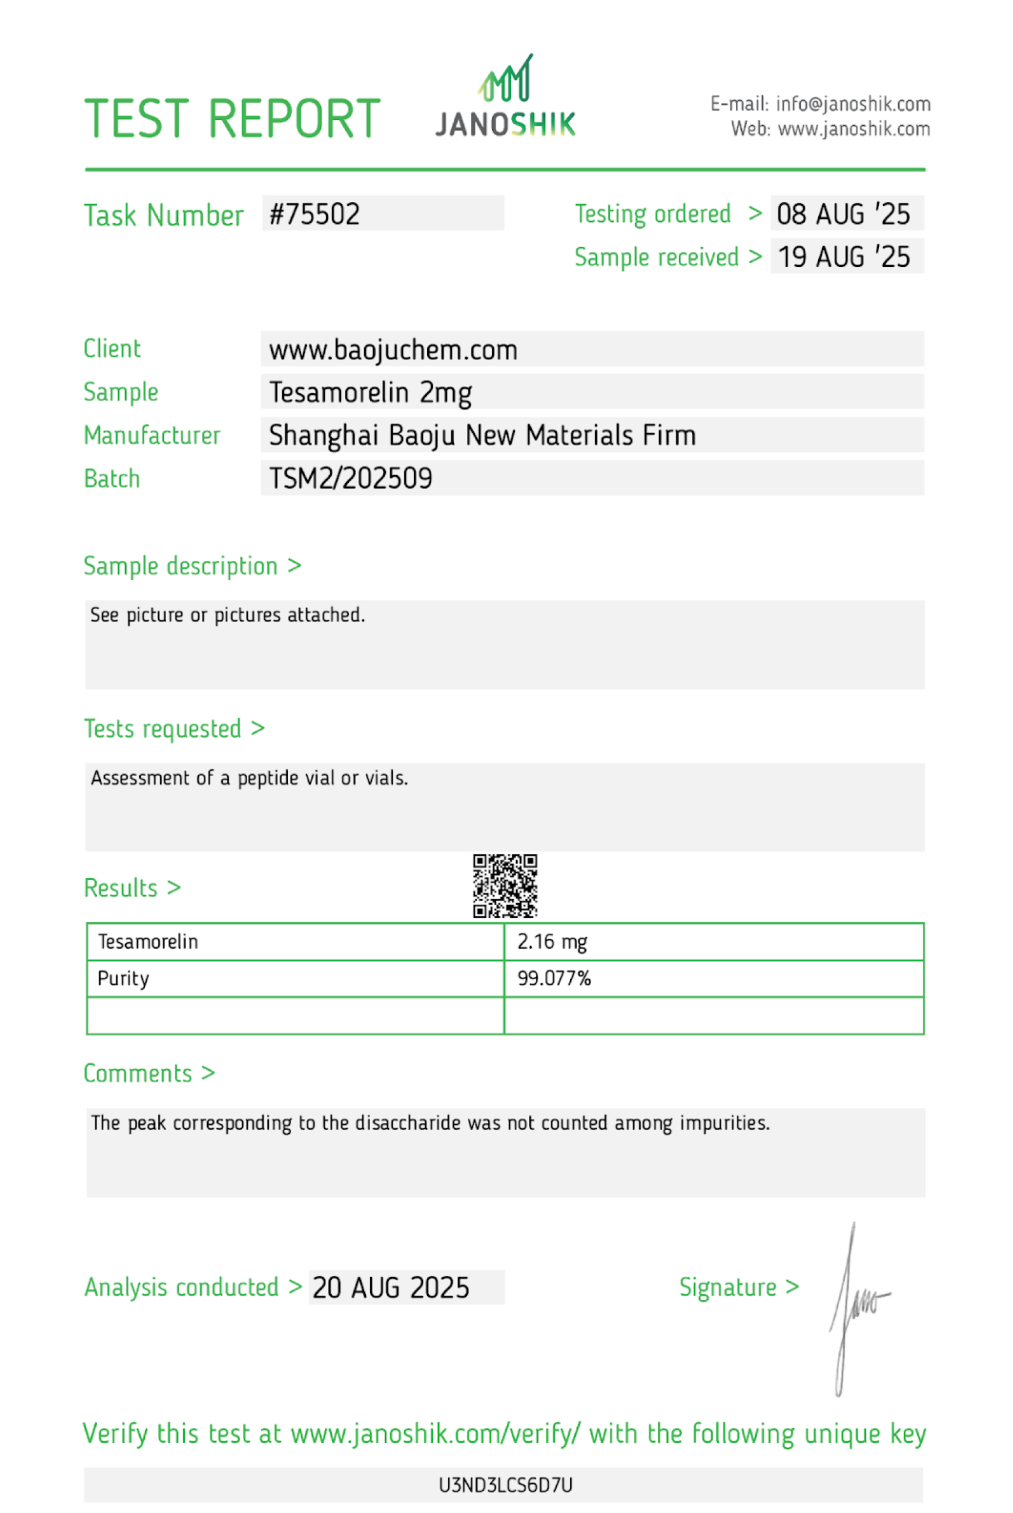 TEST REPORT
JANOSHIK
E-mail: info@janoshik.com
Web: www.janoshik.com
Task Number #75502
Testing ordered > 08 AUG '25
Sample received > 19 AUG '25
Client www.baojuchem.com
Sample Tesamorelin 2mg
Manufacturer Shanghai Baoju New Materials Firm
Batch TSM2/202509
Sample description >
See picture or pictures attached.
Tests requested >
Assessment of a peptide vial or vials.
Results >
Tesamorelin 2.16 mg
Purity 99.077%
Comments >
The peak corresponding to the disaccharide was not counted among impurities.
Analysis conducted > 20 AUG 2025
Signature > Jano
Verify this test at www.janoshik.com/verify/ with the following unique key
U3ND3LCS6D7U